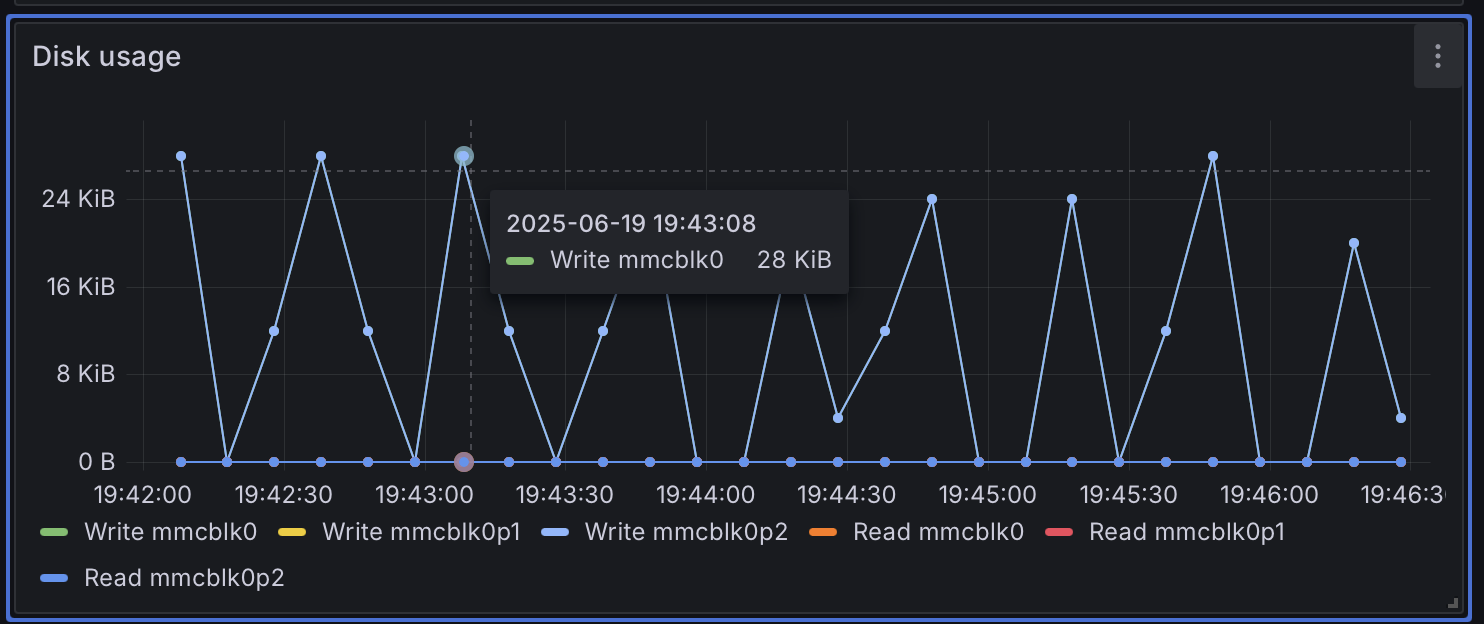 Disk usage
24 KiB
16 KiB
8 KiB
0 B
2025-06-19 19:43:08
Write mmcblk0 28 KiB
19:42:00 19:42:30 19:43:00 19:43:30 19:44:00 19:44:30 19:45:00 19:45:30 19:46:00 19:46:3
Write mmcblk0 Write mmcblk0p1 Write mmcblk0p2 Read mmcblk0 Read mmcblk0p1
Read mmcblk0p2